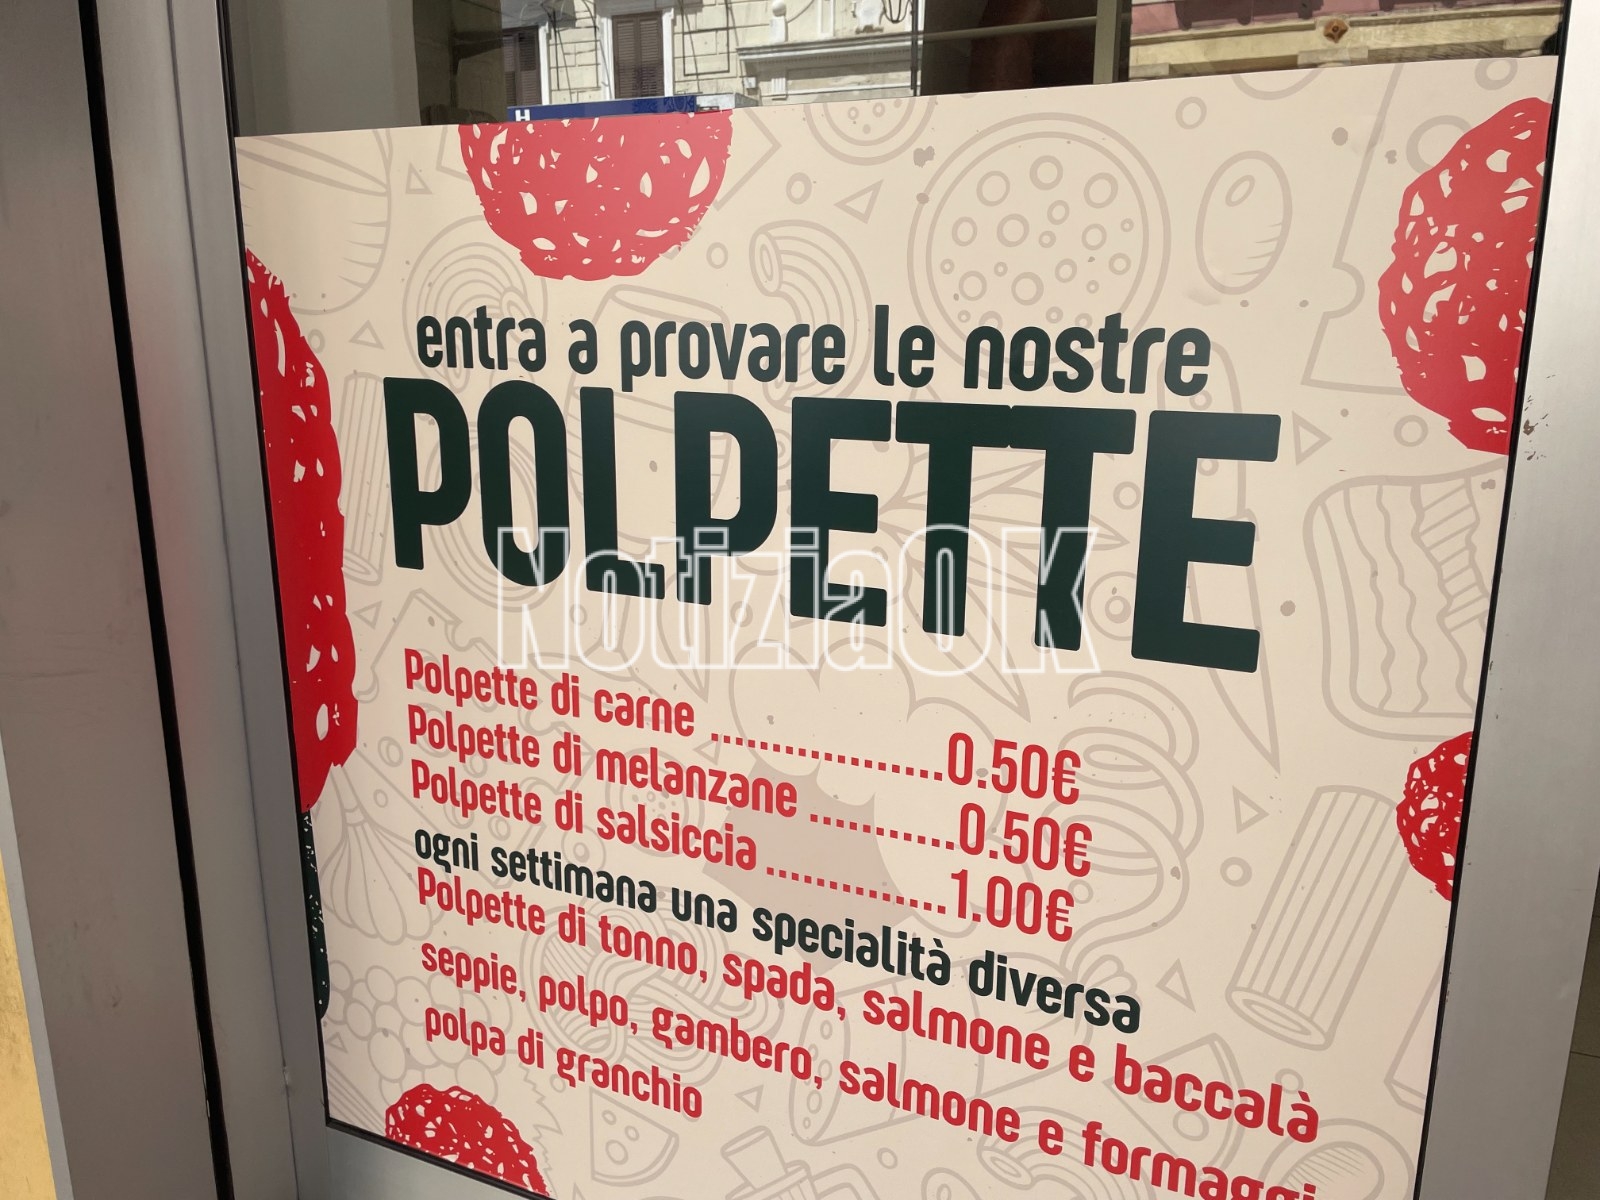 H
entra a provare le nostre
POLPETTE
NotiziaOK
Polpette di carne ..................0.50€
Polpette di melanzane ...........0.50€
Polpette di salsiccia ..............1.00€
ogni settimana una specialità diversa
Polpette di tonno, spada, salmone e baccalà
seppie, polpo, gambero, salmone e formaggi
polpa di granchio